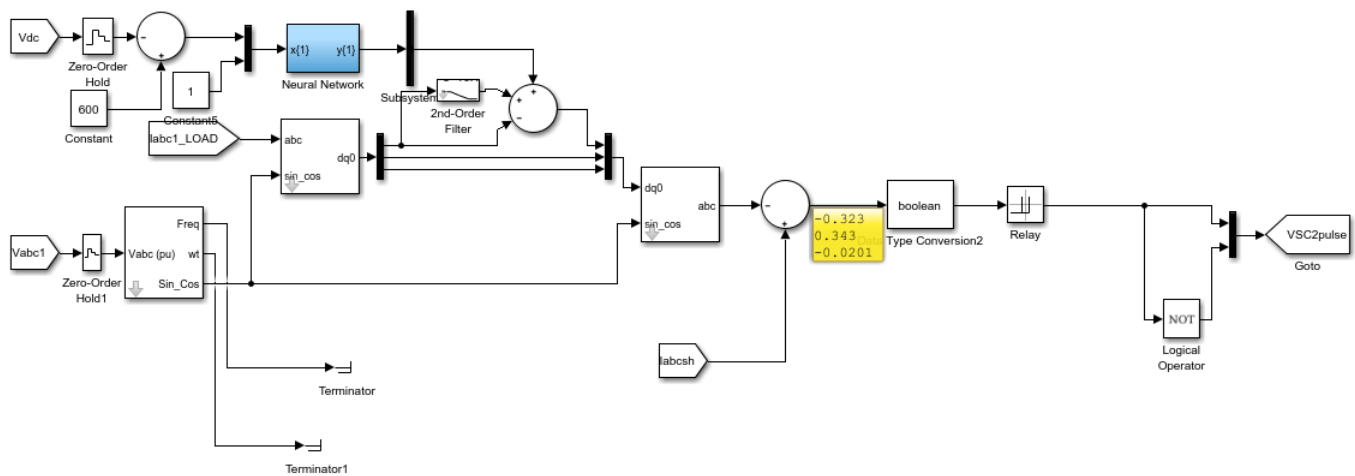 Vdc
Zero-Order
Hold
600
Constant
1
Constant5
x{1}
y{1}
Neural Network
Subsystem
2nd-Order
Filter
Iabc1_LOAD
abc
sin_cos
dq0
dq0
sin_cos
abc
-0.323
0.343
-0.0201
boolean
Data Type Conversion2
Relay
VSC2pulse
Goto
NOT
Logical
Operator
Vabc1
Zero-Order
Hold1
Vabc (pu)
Freq
wt
Sin_Cos
Iabcsh
Terminator
Terminator1